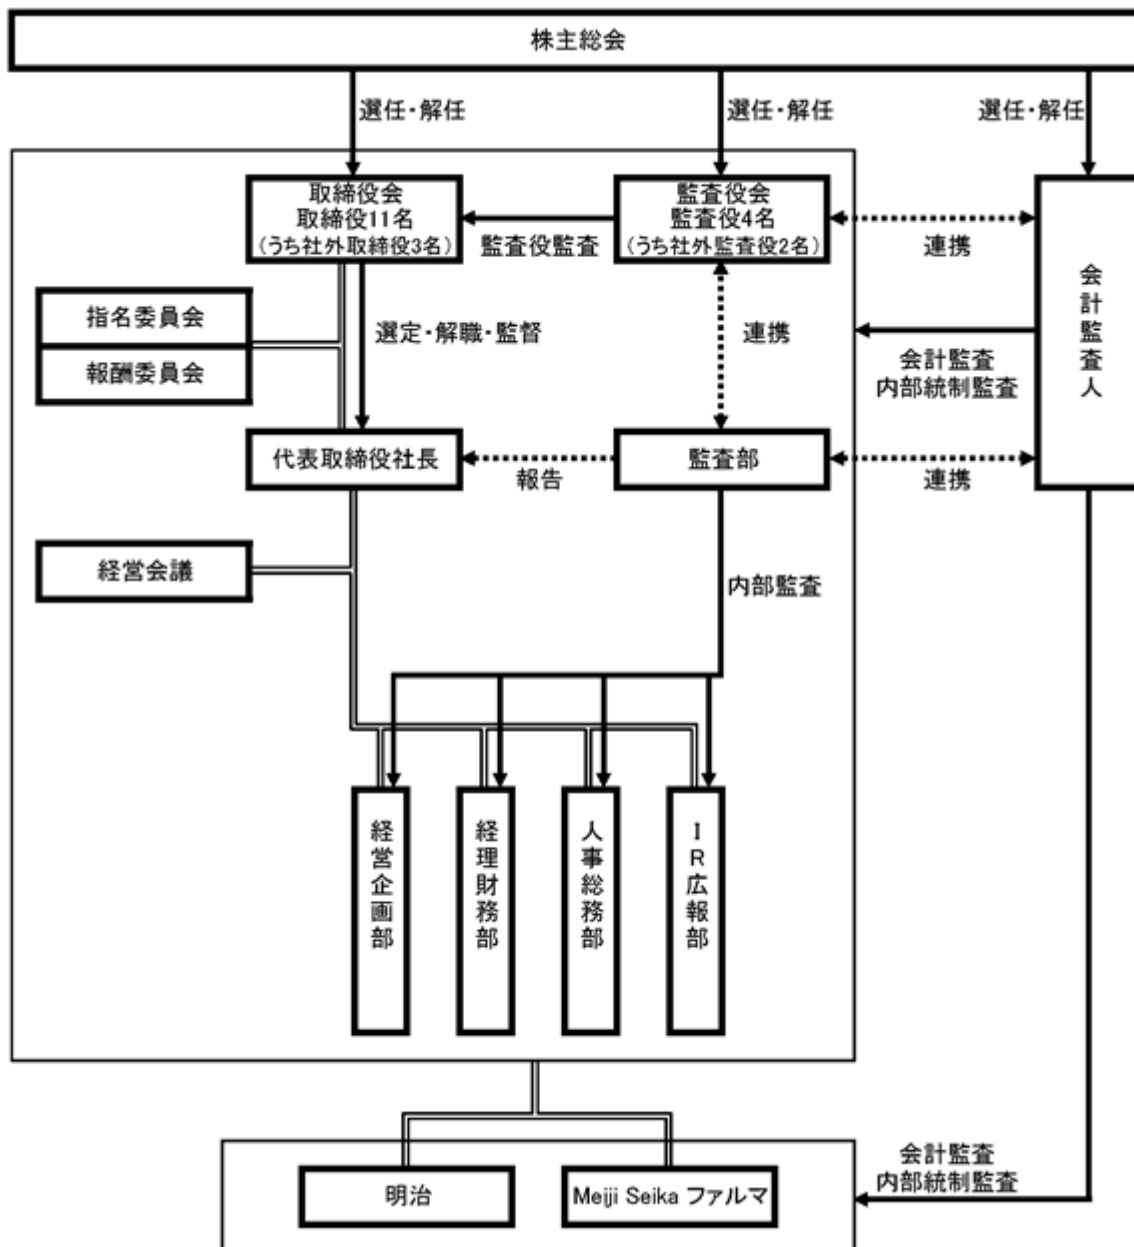 株主総会
選任・解任
選任・解任
選任・解任
取締役会
取締役11名
(うち社外取締役3名)
監査役監査
監査役会
監査役4名
(うち社外監査役2名)
連携
会計監査人
指名委員会
報酬委員会
選定・解職・監督
連携
会計監査
内部統制監査
代表取締役社長
報告
監査部
連携
経営会議
内部監査
経営企画部
経理財務部
人事総務部
IR広報部
会計監査
内部統制監査
明治
Meiji Seika ファルマ